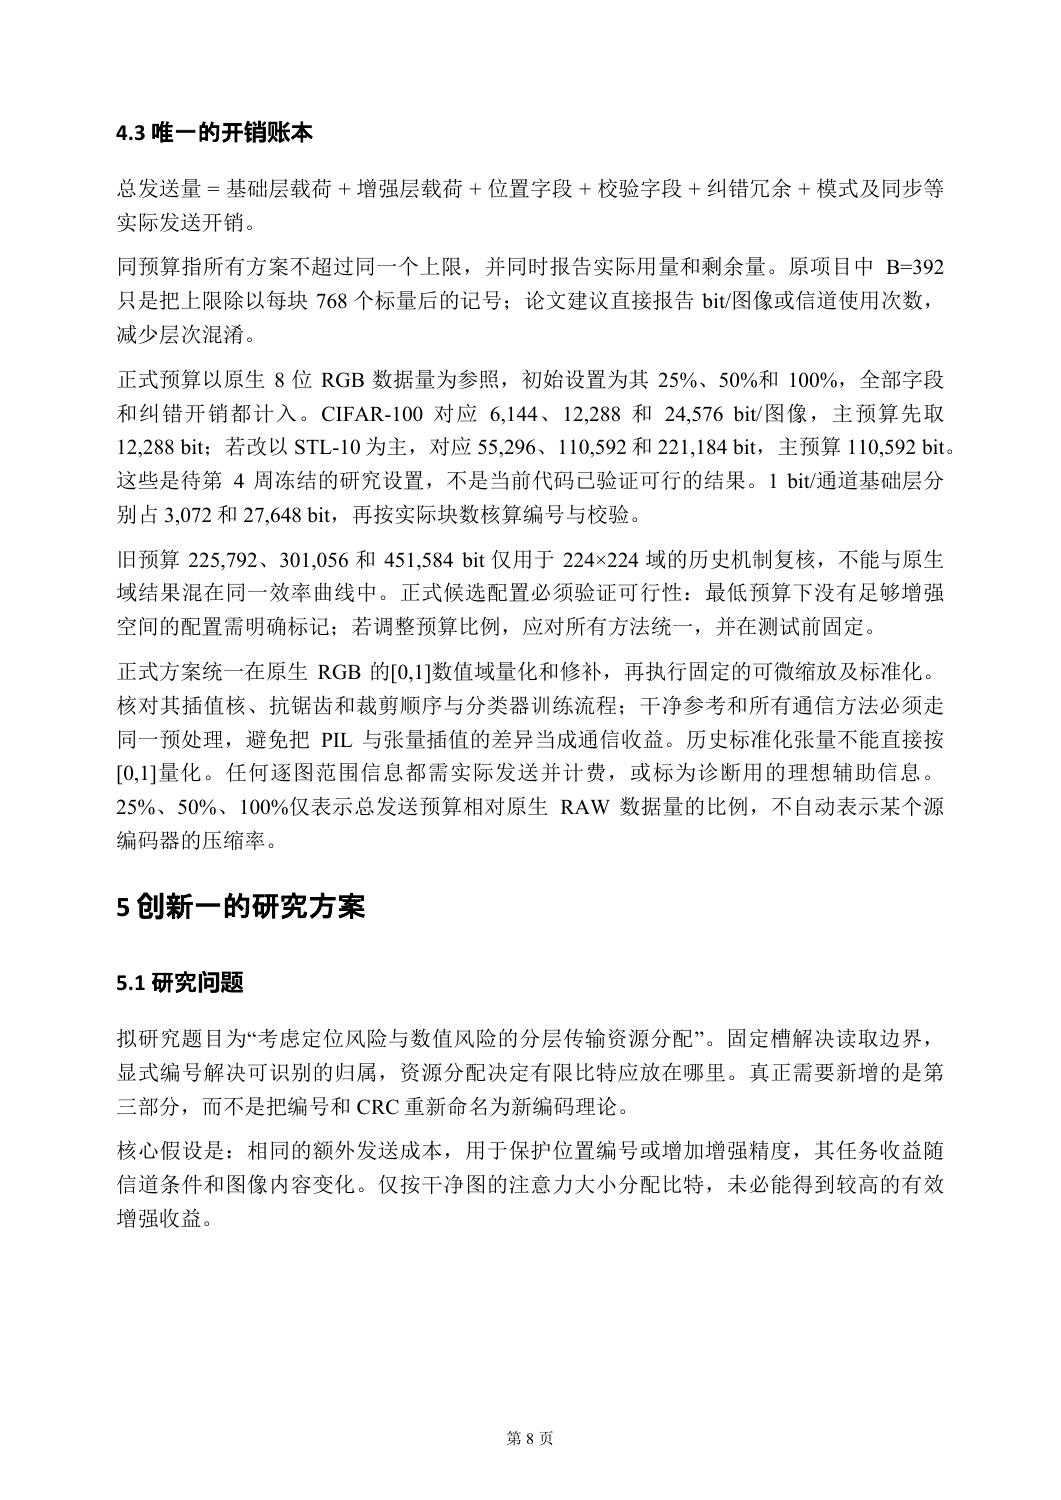 4.3 唯一的开销账本
总发送量 = 基础层载荷 + 增强层载荷 + 位置字段 + 校验字段 + 纠错冗余 + 模式及同步等
实际发送开销。
同预算指所有方案不超过同一个上限，并同时报告实际用量和剩余量。原项目中 B=392
只是把上限除以每块 768 个标量后的记号；论文建议直接报告 bit/图像或信道使用次数，
减少层次混淆。
正式预算以原生 8 位 RGB 数据量为参照，初始设置为其 25%、50%和 100%，全部字段
和纠错开销都计入。CIFAR-100 对应 6,144、12,288 和 24,576 bit/图像，主预算先取
12,288 bit；若改以 STL-10 为主，对应 55,296、110,592 和 221,184 bit，主预算 110,592 bit。
这些是待第 4 周冻结的研究设置，不是当前代码已验证可行的结果。1 bit/通道基础层分
别占 3,072 和 27,648 bit，再按实际块数核算编号与校验。
旧预算 225,792、301,056 和 451,584 bit 仅用于 224×224 域的历史机制复核，不能与原生
域结果混在同一效率曲线中。正式候选配置必须验证可行性：最低预算下没有足够增强
空间的配置需明确标记；若调整预算比例，应对所有方法统一，并在测试前固定。
正式方案统一在原生 RGB 的[0,1]数值域量化和修补，再执行固定的可微缩放及标准化。
核对其插值核、抗锯齿和裁剪顺序与分类器训练流程；干净参考和所有通信方法必须走
同一预处理，避免把 PIL 与张量插值的差异当成通信收益。历史标准化张量不能直接按
[0,1]量化。任何逐图范围信息都需实际发送并计费，或标为诊断用的理想辅助信息。
25%、50%、100%仅表示总发送预算相对原生 RAW 数据量的比例，不自动表示某个源
编码器的压缩率。
5 创新一的研究方案
5.1 研究问题
拟研究题目为“考虑定位风险与数值风险的分层传输资源分配”。固定槽解决读取边界，
显式编号解决可识别的归属，资源分配决定有限比特应放在哪里。真正需要新增的是第
三部分，而不是把编号和 CRC 重新命名为新编码理论。
核心假设是：相同的额外发送成本，用于保护位置编号或增加增强精度，其任务收益随
信道条件和图像内容变化。仅按干净图的注意力大小分配比特，未必能得到较高的有效
增强收益。
第 8 页